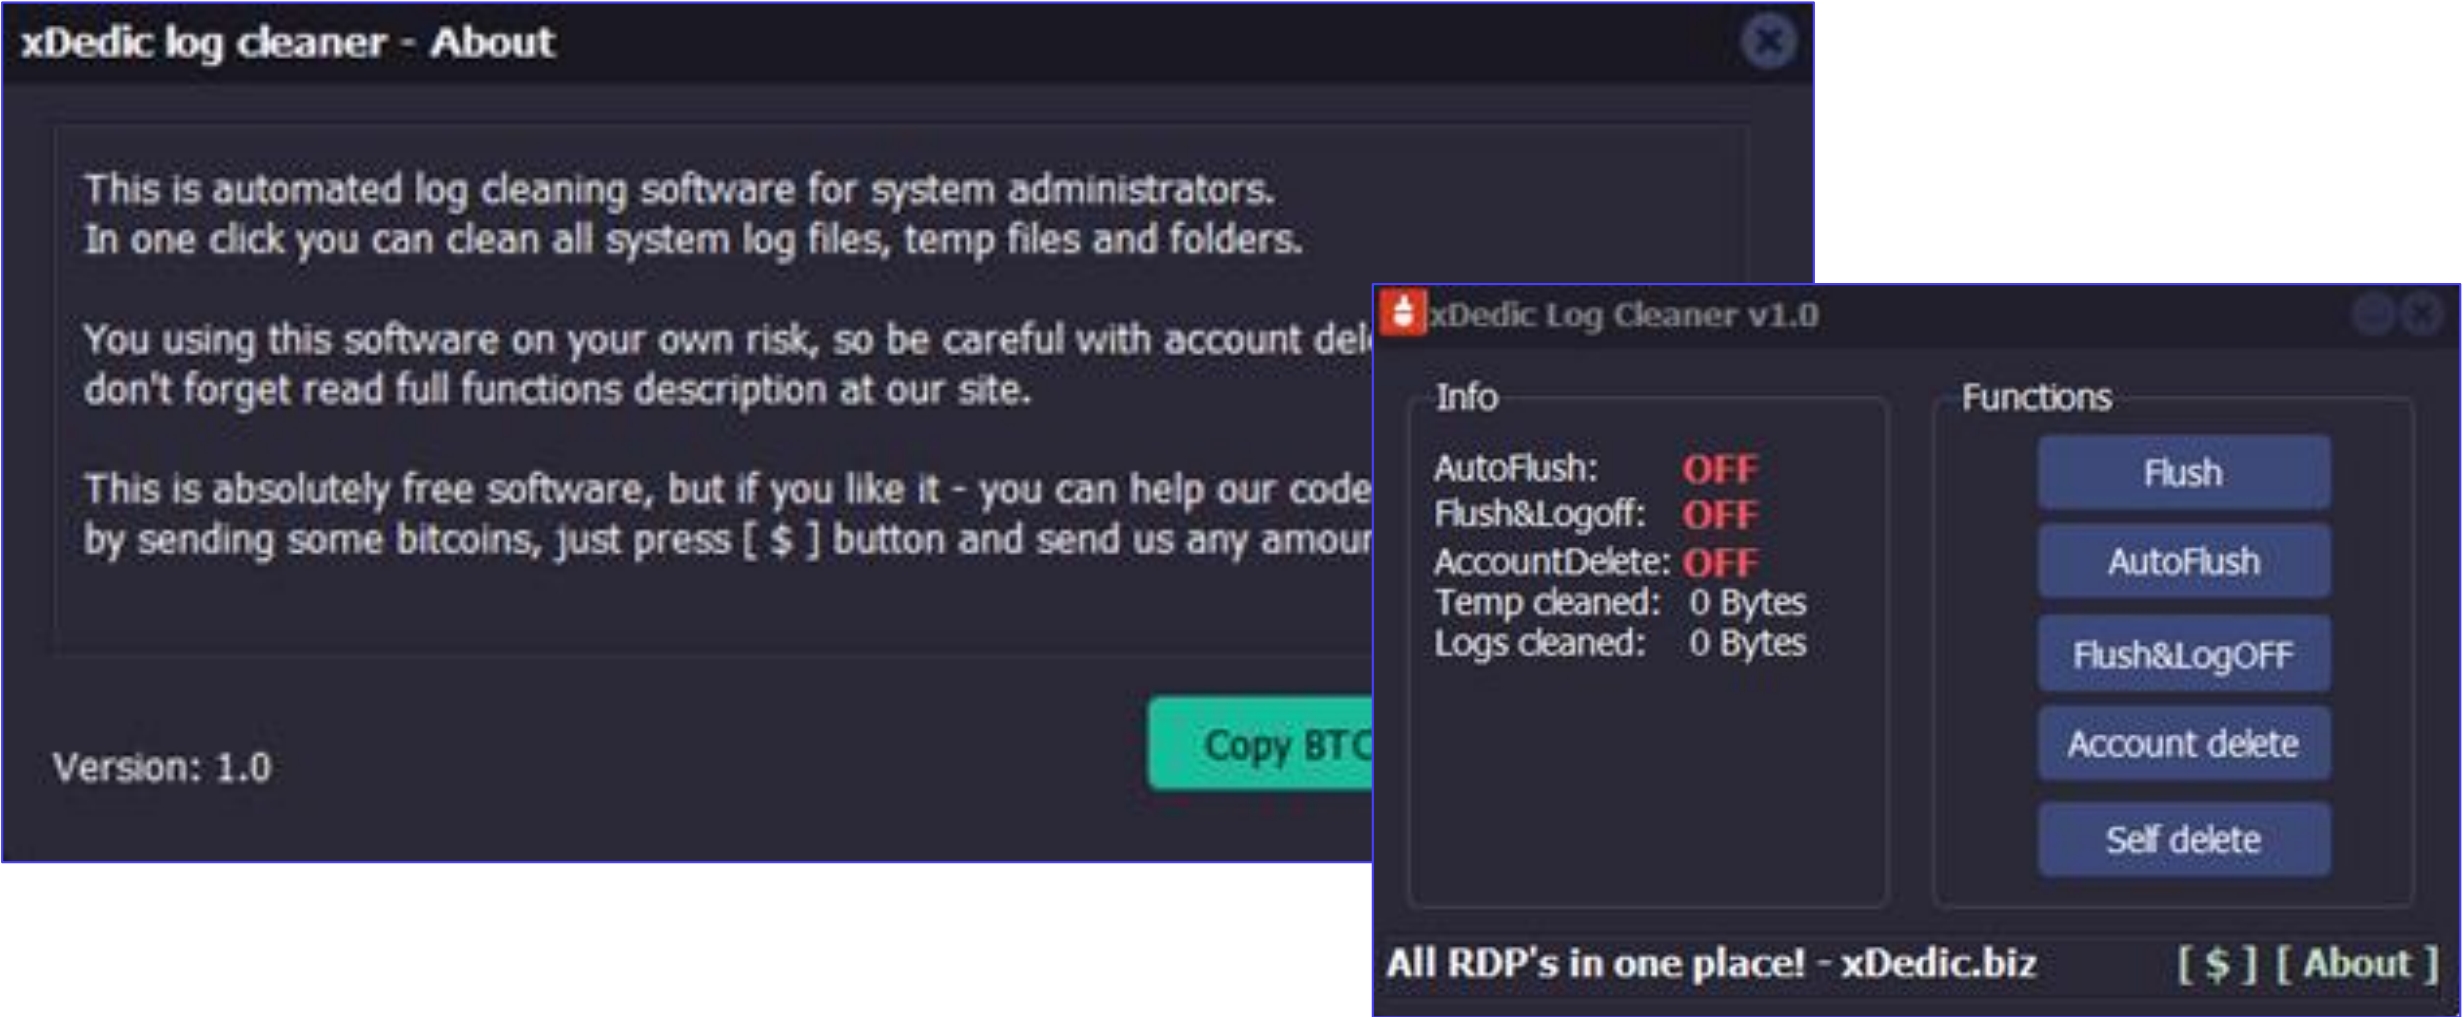 xDedic log cleaner - About
This is automated log cleaning software for system administrators.
In one click you can clean all system log files, temp files and folders.
You using this software on your own risk, so be careful with account
don't forget read full functions description at our site.
This is absolutely free software, but if you like it - you can help our
by sending some bitcoins, just press [ $ ] button and send us any
Version: 1.0
Copy BTC
xDedic Log Cleaner v1.0
Info
AutoFlush: OFF
Flush&Logoff: OFF
AccountDelete: OFF
Temp cleaned: 0 Bytes
Logs cleaned: 0 Bytes
Functions
Flush
AutoFlush
Flush&LogOFF
Account delete
Self delete
All RDP's in one place! - xDedic.biz [ $ ] [ About ]